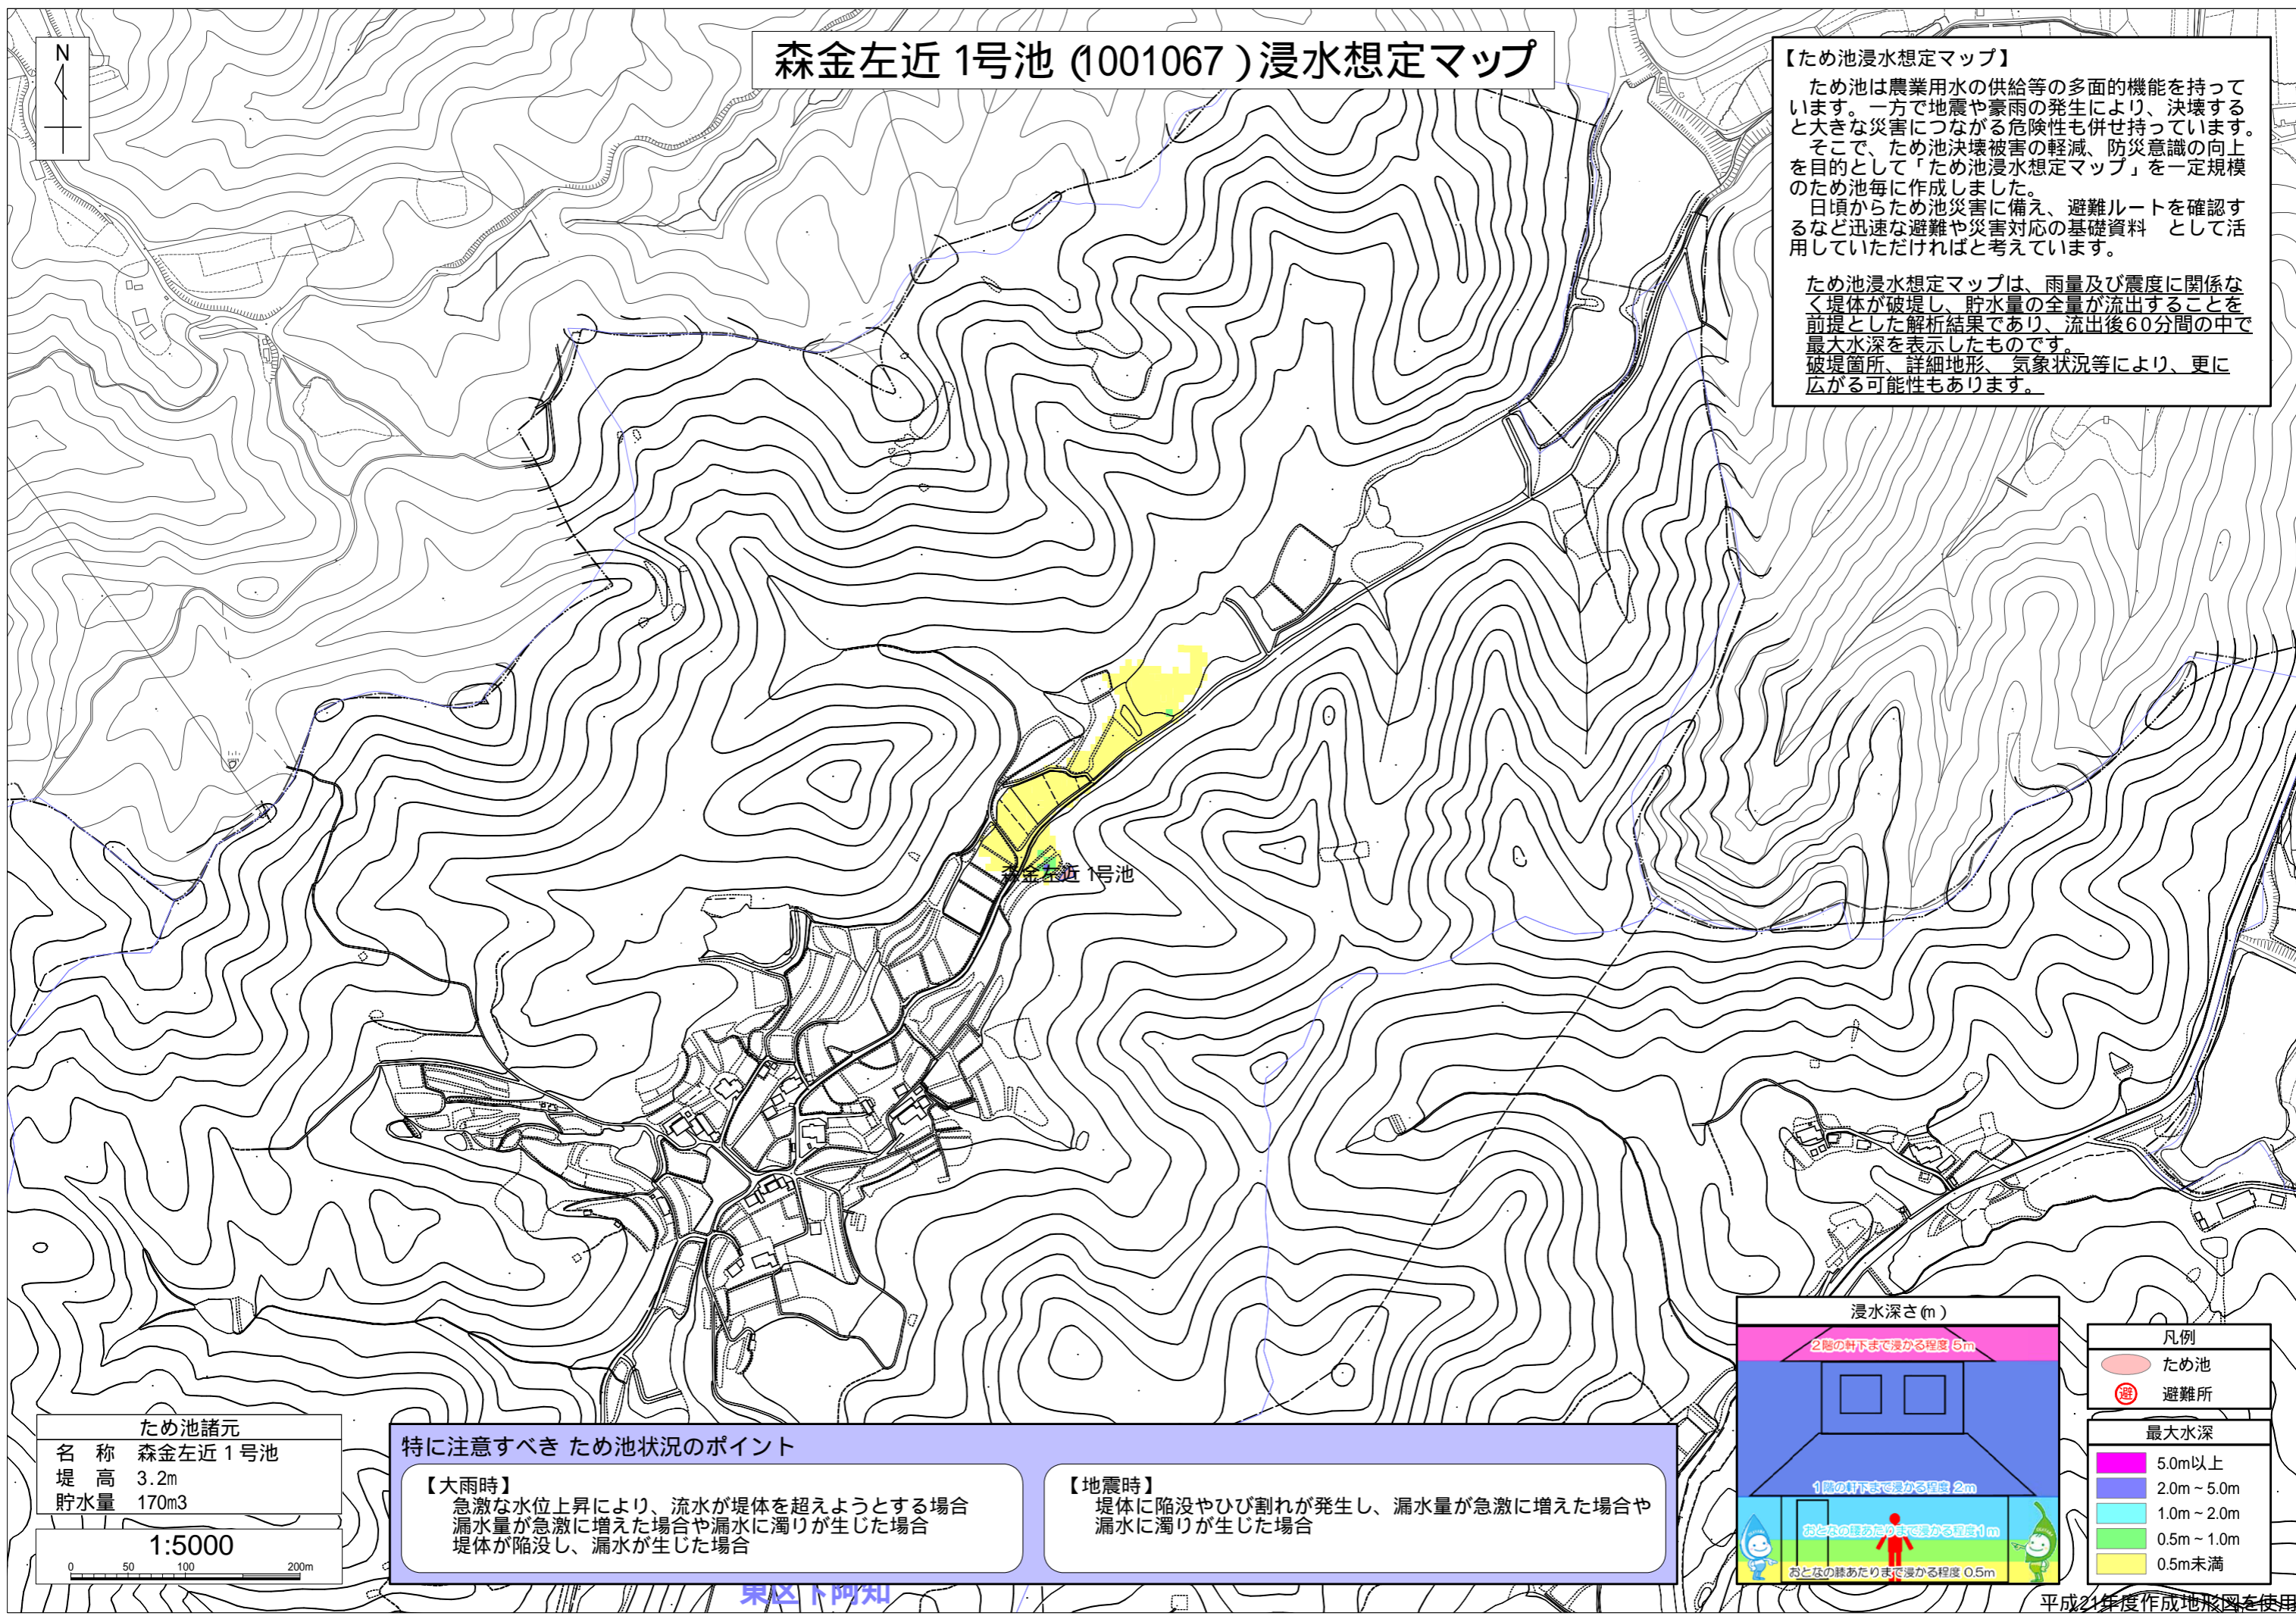 森金左近 1号池 (1001067 )浸水想定マップ
N
【ため池浸水想定マップ】
ため池は農業用水の供給等の多面的機能を持って
います。一方で地震や豪雨の発生により、決壊する
と大きな災害につながる危険性も併せ持っています。
そこで、ため池決壊被害の軽減、防災意識の向上
を目的として「ため池浸水想定マップ」を一定規模
のため池毎に作成しました。
日頃からため池災害に備え、避難ルートを確認す
るなど迅速な避難や災害対応の基礎資料 として活
用していただければと考えています。
ため池浸水想定マップは、雨量及び震度に関係な
く堤体が破堤し、貯水量の全量が流出することを
前提とした解析結果であり、流出後60分間の中で
最大水深を表示したものです。
破堤箇所、詳細地形、 気象状況等により、更に
広がる可能性もあります。
森金左近 1号池
ため池諸元
名 称 森金左近 1 号池
堤 高 3.2m
貯水量 170m3
1:5000
0 50 100 200m
特に注意すべき ため池状況のポイント
【大雨時】
急激な水位上昇により、流水が堤体を超えようとする場合
漏水量が急激に増えた場合や漏水に濁りが生じた場合
堤体が陥没し、漏水が生じた場合
【地震時】
堤体に陥没やひび割れが発生し、漏水量が急激に増えた場合や
漏水に濁りが生じた場合
東区下阿知
浸水深さ(m )
2階の軒下まで浸かる程度 5m
1階の軒下まで浸かる程度 2m
おとなの腰あたりまで浸かる程度1m
おとなの膝あたりまで浸かる程度 0.5m
凡例
ため池
避 避難所
最大水深
5.0m以上
2.0m ~ 5.0m
1.0m ~ 2.0m
0.5m ~ 1.0m
0.5m未満
平成21年度作成地形図を使用